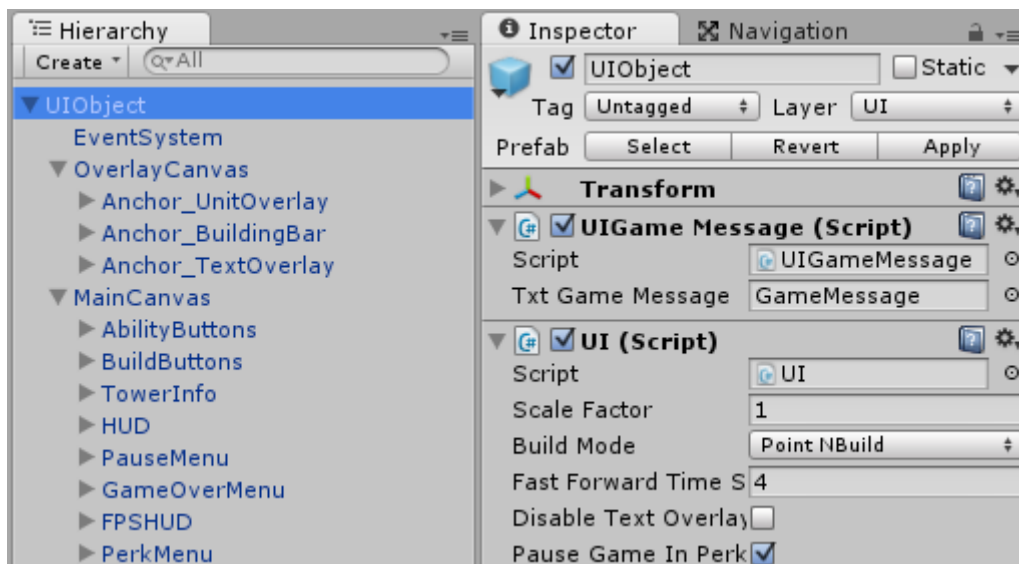 Hierarchy
Create All
UIObject
EventSystem
OverlayCanvas
Anchor_UnitOverlay
Anchor_BuildingBar
Anchor_TextOverlay
MainCanvas
AbilityButtons
BuildButtons
TowerInfo
HUD
PauseMenu
GameOverMenu
FPSHUD
PerkMenu
Inspector Navigation
UIObject Static
Tag Untagged Layer UI
Prefab Select Revert Apply
Transform
UIGame Message (Script)
Script UIGameMessage
Txt Game Message GameMessage
UI (Script)
Script UI
Scale Factor 1
Build Mode Point NBuild
Fast Forward Time S 4
Disable Text Overlay
Pause Game In Perk